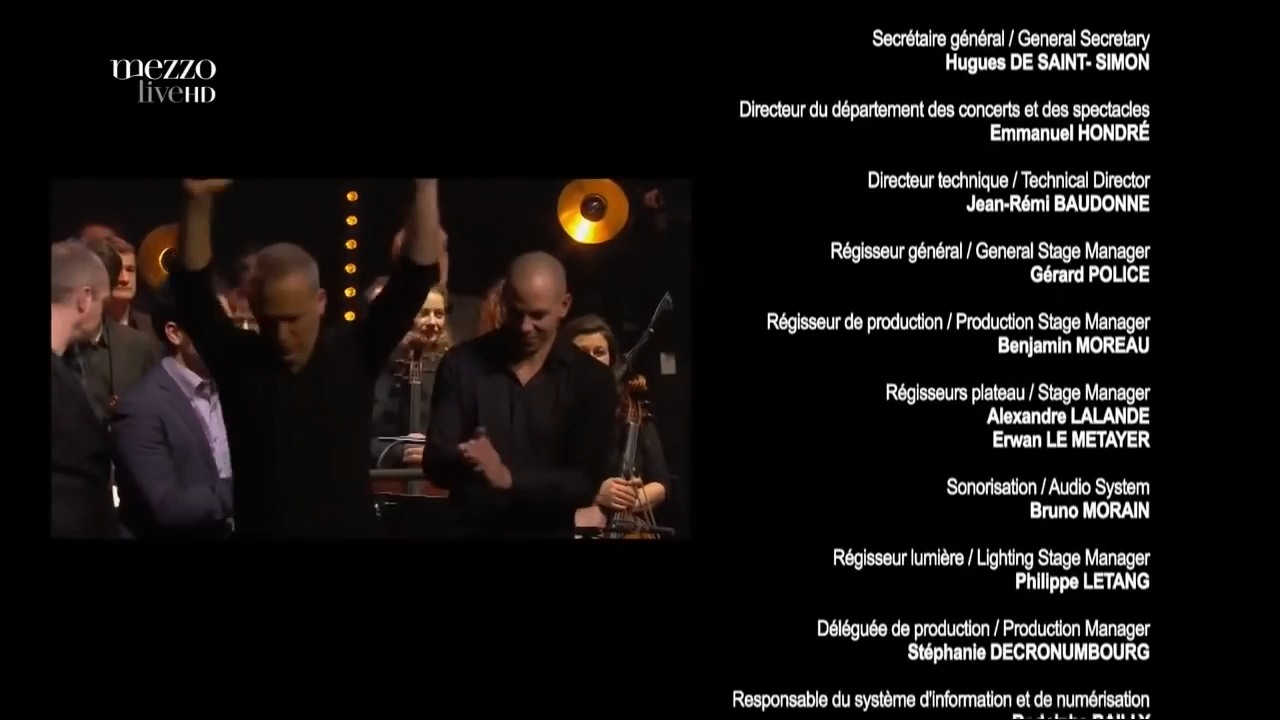 mezzo
liveHD
Secrétaire général / General Secretary
Hugues DE SAINT- SIMON
Directeur du département des concerts et des spectacles
Emmanuel HONDRÉ
Directeur technique / Technical Director
Jean-Rémi BAUDONNE
Régisseur général / General Stage Manager
Gérard POLICE
Régisseur de production / Production Stage Manager
Benjamin MOREAU
Régisseurs plateau / Stage Manager
Alexandre LALANDE
Erwan LE METAYER
Sonorisation / Audio System
Bruno MORAIN
Régisseur lumière / Lighting Stage Manager
Philippe LETANG
Déléguée de production / Production Manager
Stéphanie DECRONUMBOURG
Responsable du système d'information et de numérisation